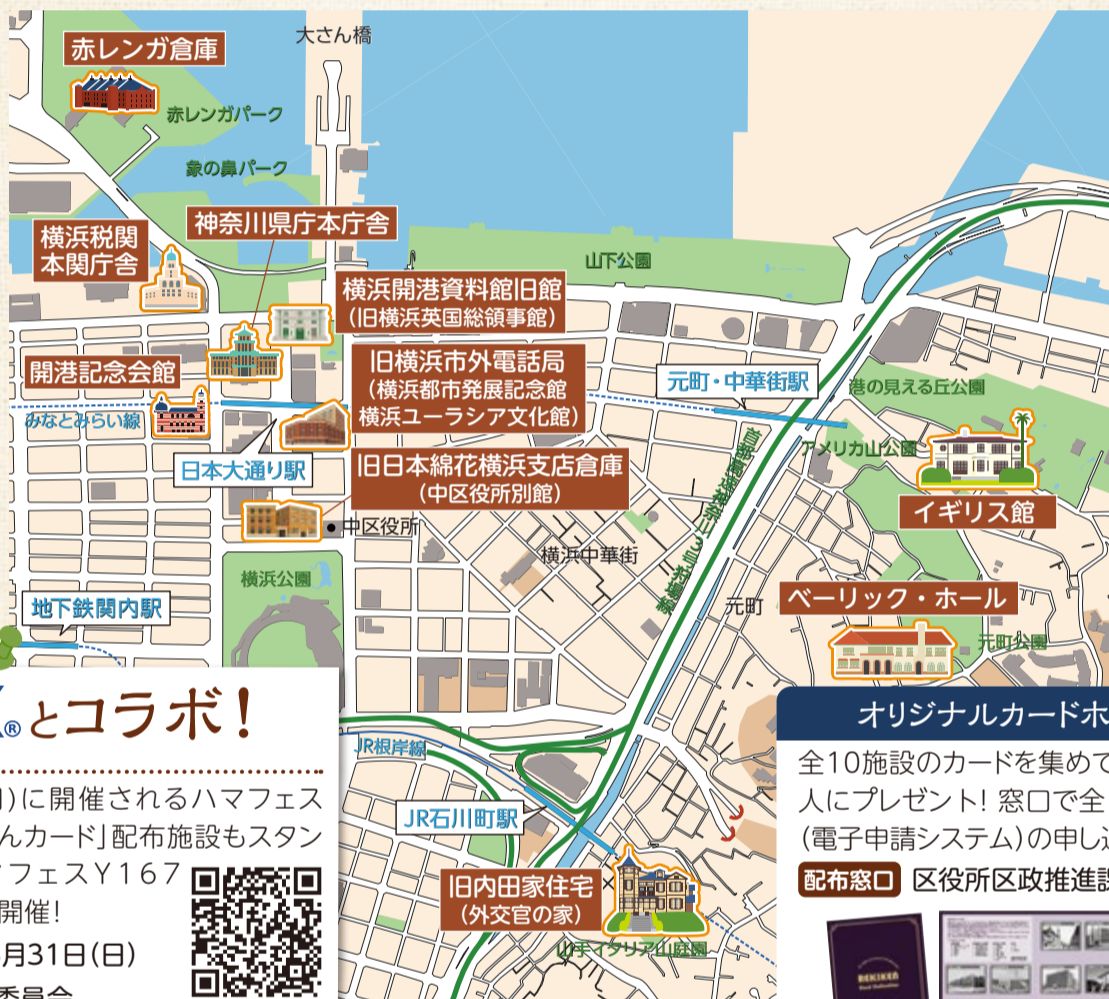 赤レンガ倉庫
大さん橋
赤レンガパーク
象の鼻パーク
神奈川県庁本庁舎
横浜税関
本関庁舎
山下公園
横浜開港資料館旧館
(旧横浜英国総領事館)
開港記念会館
旧横浜市外電話局
(横浜都市発展記念館
横浜ユーラシア文化館)
元町・中華街駅
港の見える丘公園
みなとみらい線
アメリカ山公園
日本大通り駅
旧日本綿花横浜支店倉庫
(中区役所別館)
イギリス館
中区役所
横浜中華街
横浜公園
地下鉄関内駅
元町
ベーリック・ホール
元町公園
®とコラボ!
オリジナルカードホ
JR根岸線
)に開催されるハマフェス
んカード」配布施設もスタン
フェスY167
開催!
月31日(日)
委員会
全10施設のカードを集めて
人にプレゼント! 窓口で全
(電子申請システム)の申し込
配布窓口 区役所区政推進課
JR石川町駅
旧内田家住宅
(外交官の家)
山手イタリア山庭園
REKIKEN